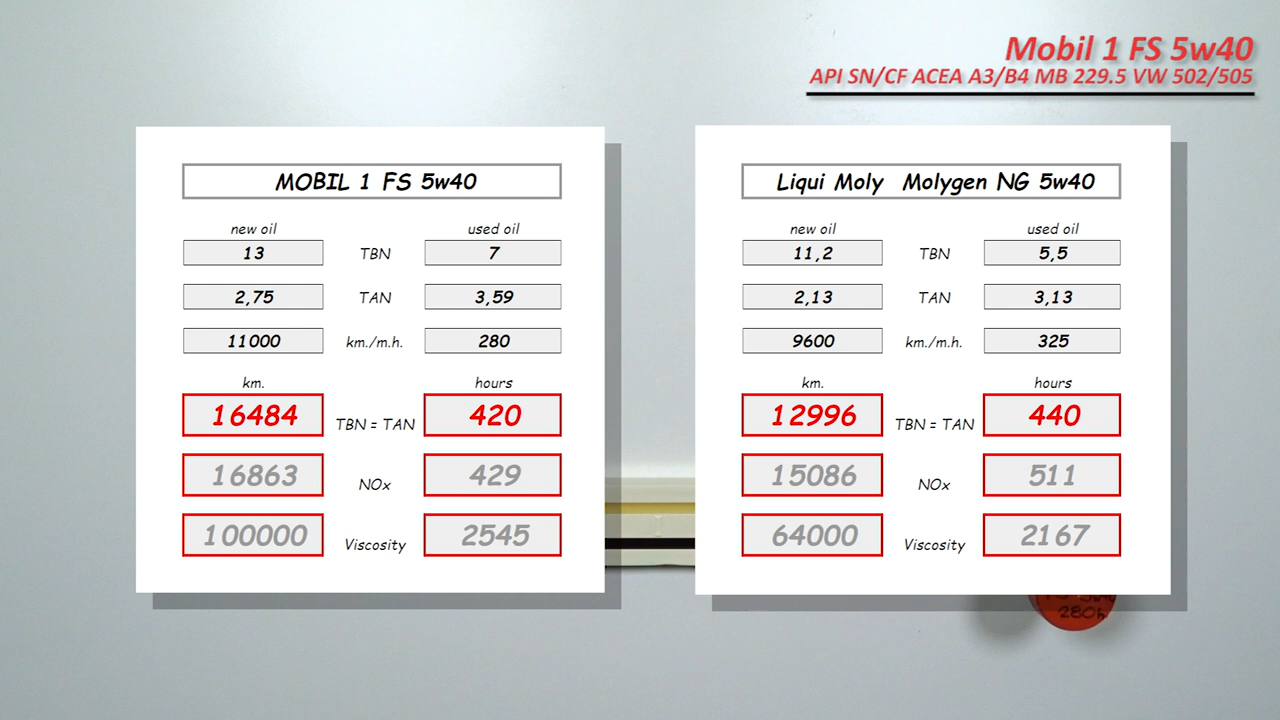 Mobil 1 FS 5w40
API SN/CF ACEA A3/B4 MB 229.5 VW 502/505
MOBIL 1 FS 5w40
new oil used oil
13 TBN 7
2,75 TAN 3,59
11000 km./m.h. 280
km. hours
16484 TBN = TAN 420
16863 NOx 429
100000 Viscosity 2545
Liqui Moly Molygen NG 5w40
new oil used oil
11,2 TBN 5,5
2,13 TAN 3,13
9600 km./m.h. 325
km. hours
12996 TBN = TAN 440
15086 NOx 511
64000 Viscosity 2167
280h.